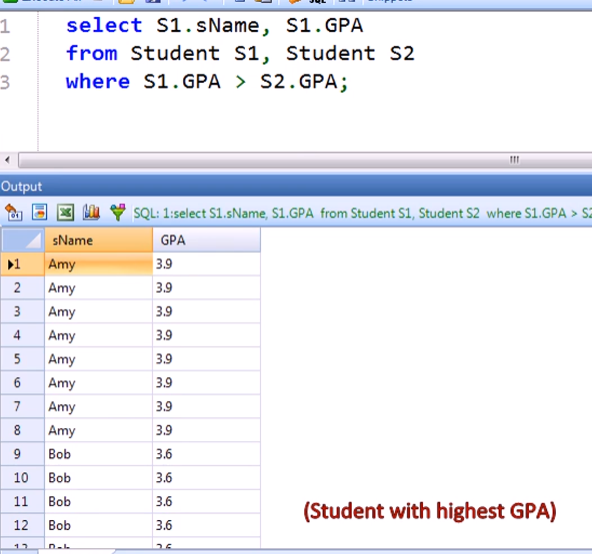 1 select S1.sName, S1.GPA
2 from Student S1, Student S2
3 where S1.GPA > S2.GPA;
Output
SQL: 1:select S1.sName, S1.GPA from Student S1, Student S2 where S1.GPA > S2
sName GPA
1 Amy 3.9
2 Amy 3.9
3 Amy 3.9
4 Amy 3.9
5 Amy 3.9
6 Amy 3.9
7 Amy 3.9
8 Amy 3.9
9 Bob 3.6
10 Bob 3.6
11 Bob 3.6
12 Bob 3.6
(Student with highest GPA)